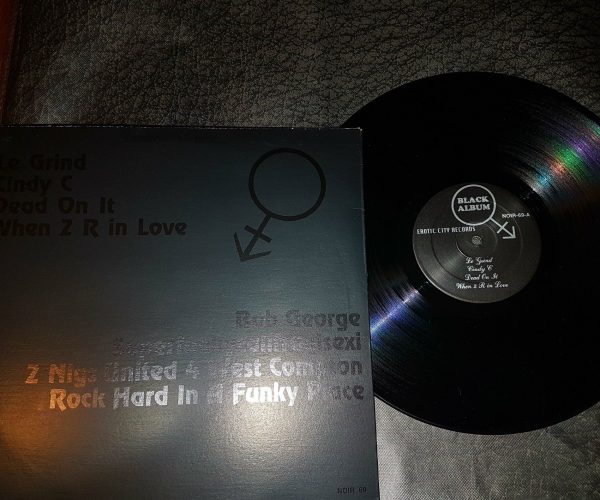 Le Grind
Cindy C
Dead On It
When 2 R in Love
Bob George
Superfunkycalifragisexi
2 Nigs United 4 West Compton
Rock Hard In A Funky Place
NOIR 69
BLACK
ALBUM
NOIR-69-A
EROTIC CITY RECORDS
Le Grind
Cindy C
Dead On It
When 2 R in Love